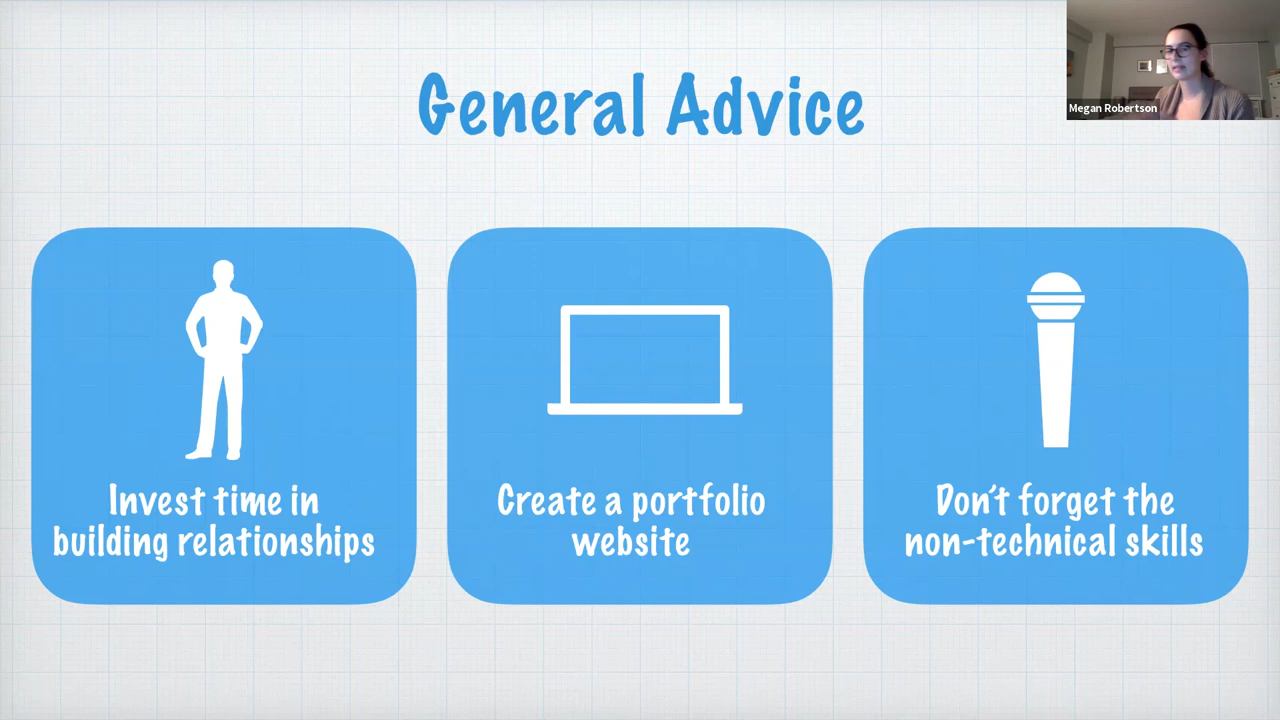 General Advice
Megan Robertson
Invest time in
building relationships
Create a portfolio
website
Don't forget the
non-technical skills